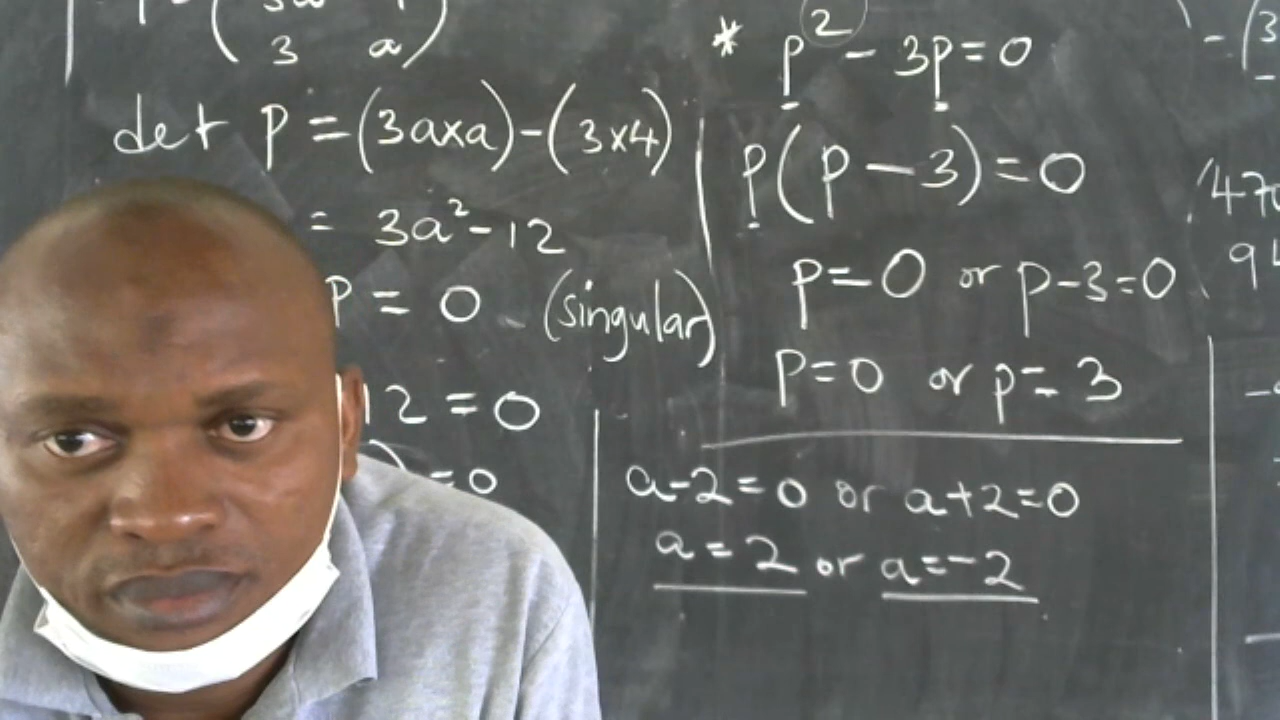 3 a
det P = (3axa) - (3x4)
= 3a² - 12
P = 0 (singular)
12 = 0
= 0
* p² - 3p = 0
p(p - 3) = 0
p = 0 or p - 3 = 0
p = 0 or p = 3
a - 2 = 0 or a + 2 = 0
a = 2 or a = -2
- (3